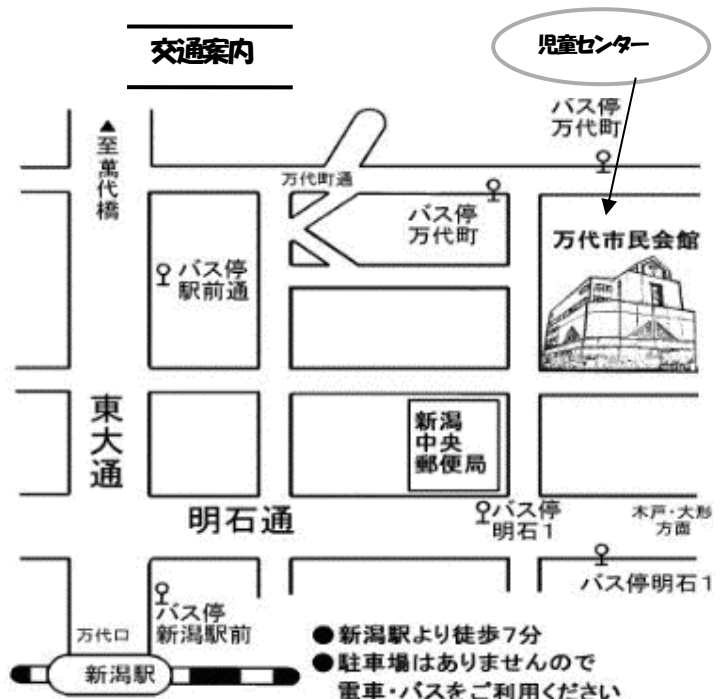 交通案内
児童センター
バス停
万代町
▲至萬代橋
万代町通
バス停
万代町
万代市民会館
バス停
駅前通
東大通
新潟
中央
郵便局
明石通
バス停
明石1
木戸・大形
方面
バス停明石1
バス停
新潟駅前
万代口
新潟駅
●新潟駅より徒歩7分
●駐車場はありませんので
電車・バスをご利用ください